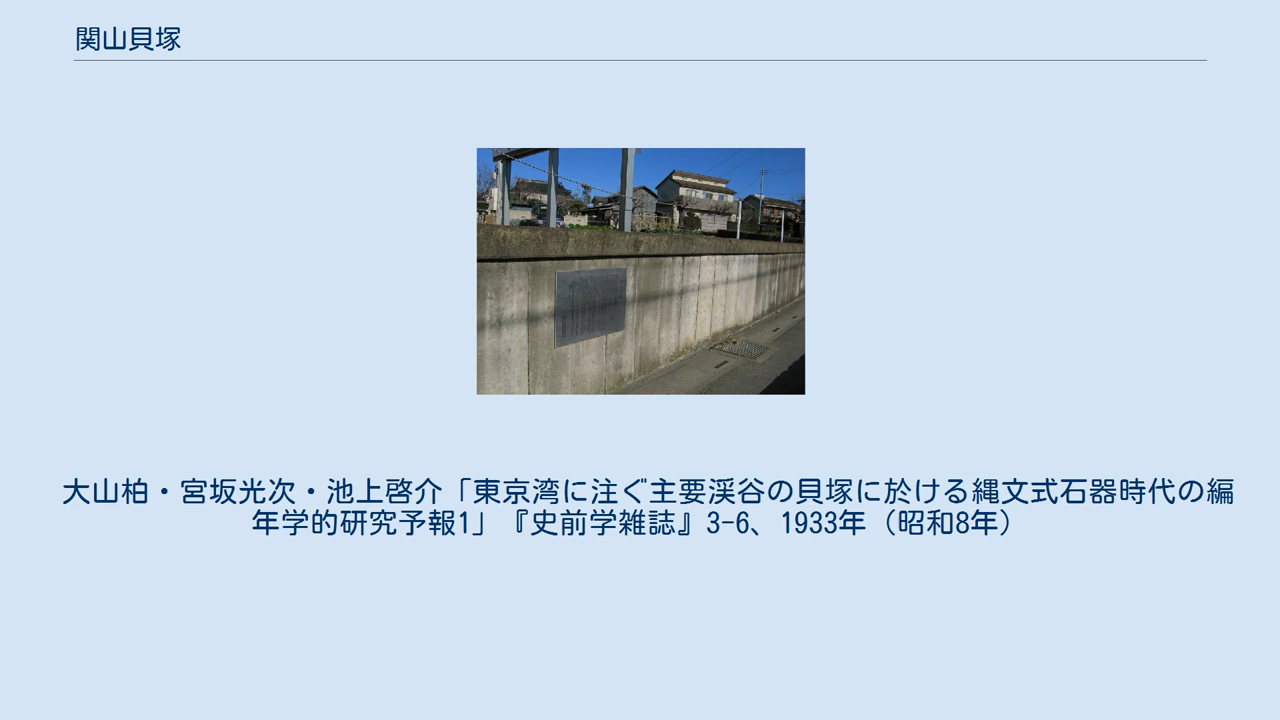 関山貝塚
大山柏・宮坂光次・池上啓介「東京湾に注ぐ主要渓谷の貝塚に於ける縄文式石器時代の編
年学的研究予報1」『史前学雑誌』3-6、1933年（昭和8年）